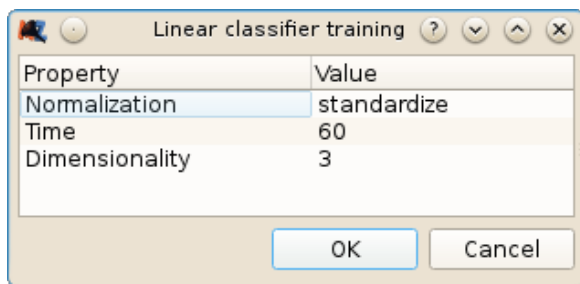 Linear classifier training ?
Property Value
Normalization standardize
Time 60
Dimensionality 3
OK Cancel